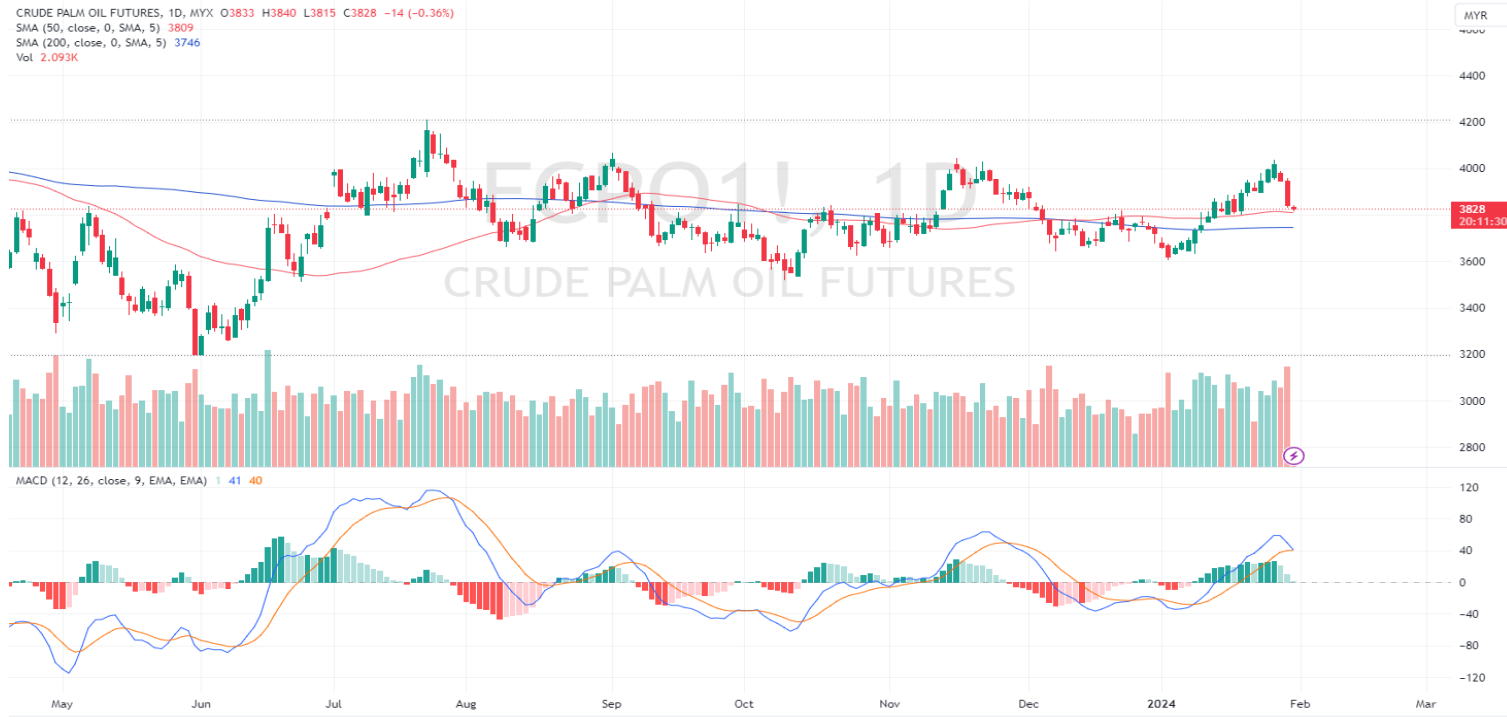 CRUDE PALM OIL FUTURES, 1D, MYX O3833 H3840 L3815 C3828 −14 (−0.36%)
MYR
SMA (50, close, 0, SMA, 5) 3809
SMA (200, close, 0, SMA, 5) 3746
Vol 2.093K
4600
4400
4200
4000
FCPO1!, 1D
3828
20:11:30
CRUDE PALM OIL FUTURES
3600
3400
3200
3000
2800
MACD (12, 26, close, 9, EMA, EMA) 1 41 40
120
80
40
0
−40
−80
−120
May Jun Jul Aug Sep Oct Nov Dec 2024 Feb Mar